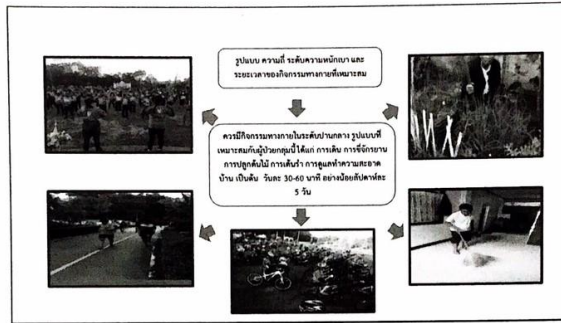 รูปแบบ ความถี่ ระดับความหนักเบา และ
ระยะเวลาของกิจกรรมทางกายที่เหมาะสม
ควรมีกิจกรรมทางกายในระดับปานกลาง รูปแบบที่
เหมาะสมกับผู้ป่วยกลุ่มนี้ ได้แก่ การเดิน การขี่จักรยาน
การปลูกต้นไม้ การเต้นรำ การดูแลทำความสะอาด
บ้าน เป็นต้น วันละ 30-60 นาที อย่างน้อยสัปดาห์ละ
5 วัน